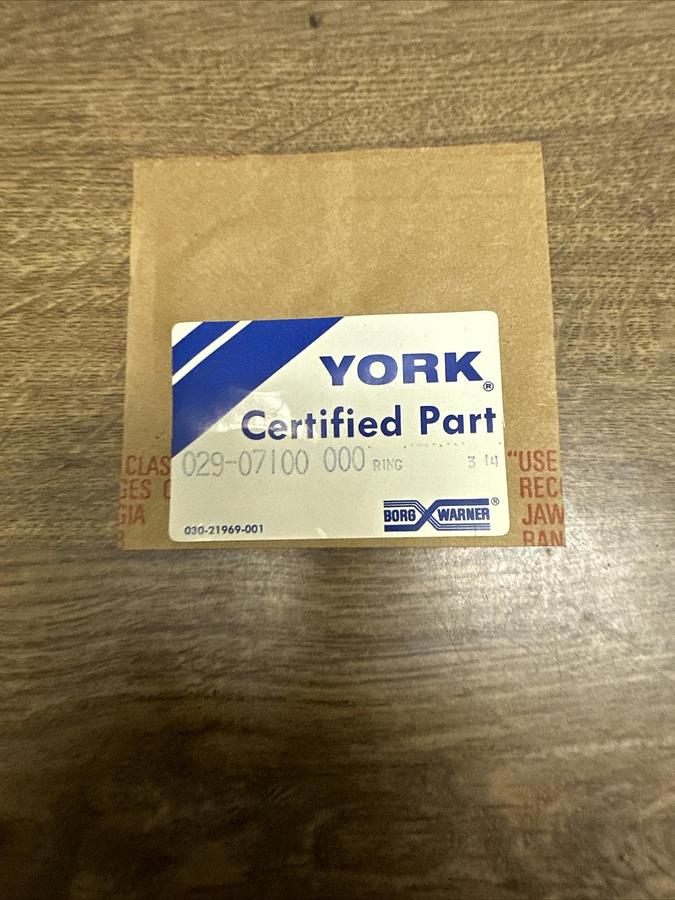 YORK®
Certified Part
029-07100 000 RING 3 14
BORG WARNER®
030-21969-001
CLAS
GES
GIA
"USE
REC
JAW
BAN